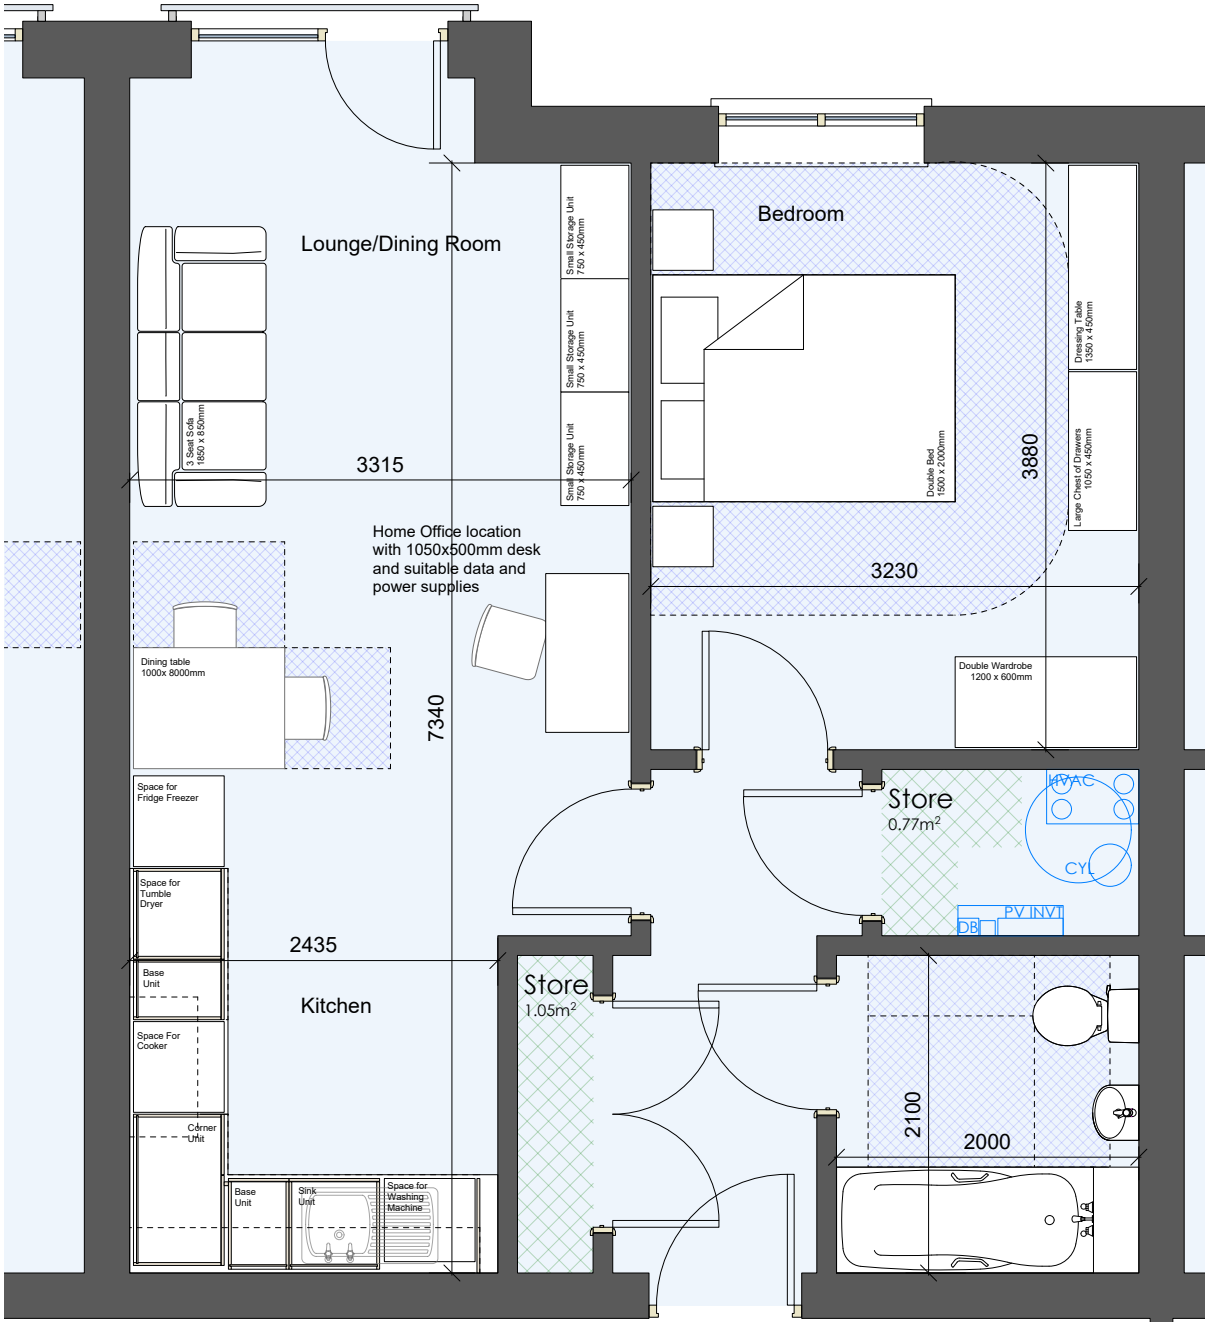 Lounge/Dining Room
Bedroom
Small Storage Unit
750 x 450mm
Small Storage Unit
750 x 450mm
Small Storage Unit
750 x 450mm
Dressing Table
1350 x 450mm
Large Chest of Drawers
1050 x 450mm
3 Seat Sofa
1850 x 850mm
Double Bed
1500 x 2000mm
3315
3880
Home Office location
with 1050x500mm desk
and suitable data and
power supplies
3230
Dining table
1000x 8000mm
7340
Double Wardrobe
1200 x 600mm
Space for
Fridge Freezer
Store
0.77m²
HVAC
CYL
PV INVT
DB
Space for
Tumble
Dryer
2435
Base
Unit
Kitchen
Store
1.05m²
Space For
Cooker
Corner
Unit
2100
2000
Base
Unit
Sink
Unit
Space for
Washing
Machine